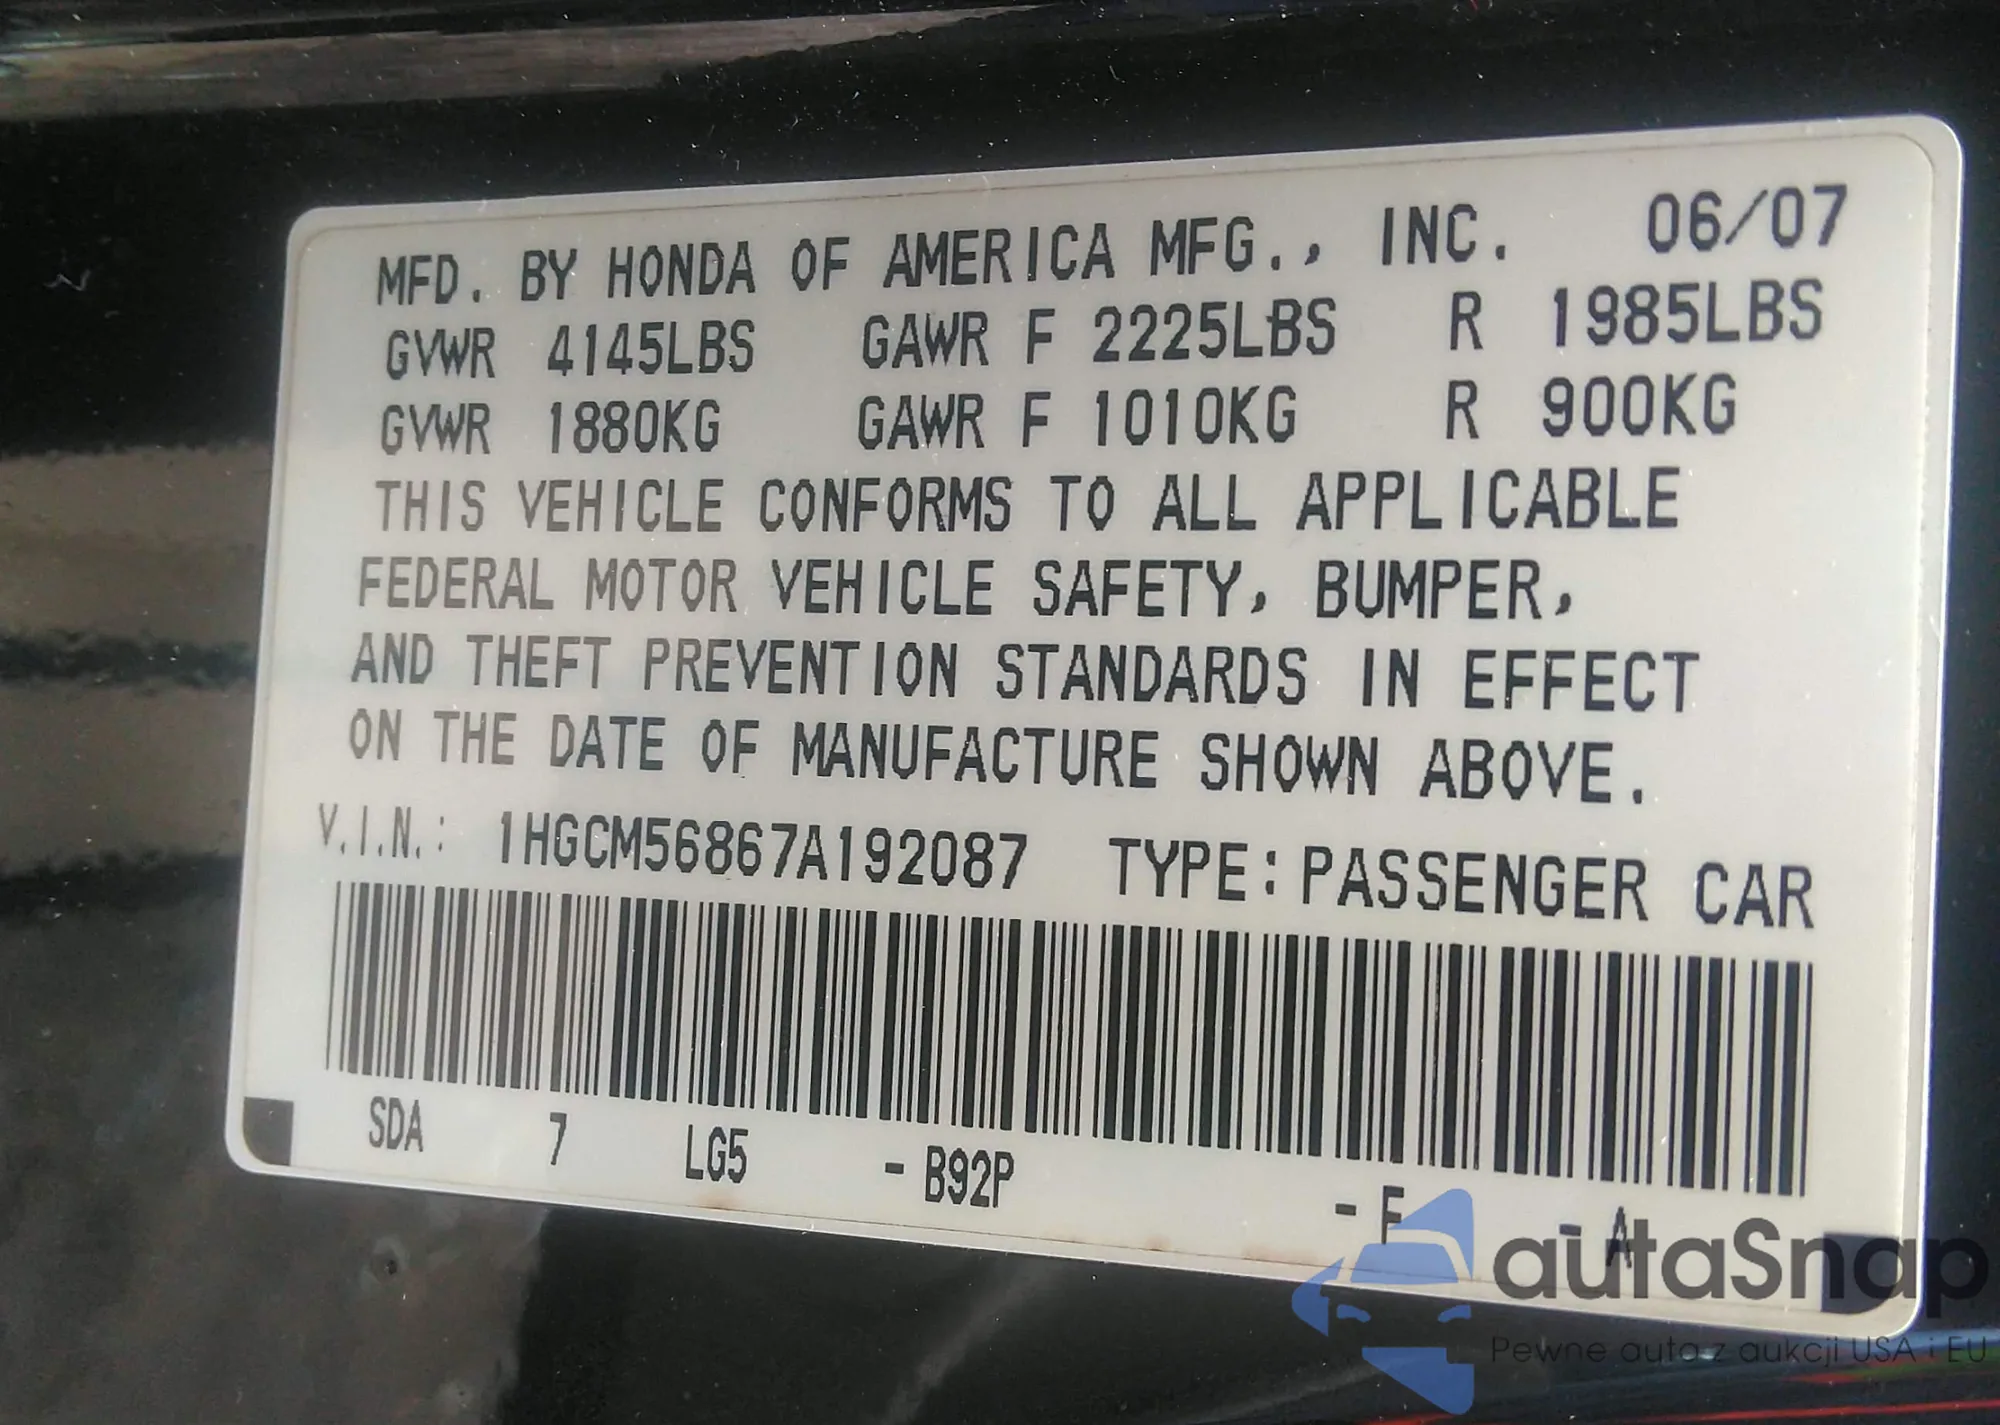 MFD. BY HONDA OF AMERICA MFG., INC. 06/07
GVWR 4145LBS GAWR F 2225LBS R 1985LBS
GVWR 1880KG GAWR F 1010KG R 900KG
THIS VEHICLE CONFORMS TO ALL APPLICABLE
FEDERAL MOTOR VEHICLE SAFETY, BUMPER,
AND THEFT PREVENTION STANDARDS IN EFFECT
ON THE DATE OF MANUFACTURE SHOWN ABOVE.
V.I.N.: 1HGCM56867A192087 TYPE: PASSENGER CAR
SDA 7 LG5 - B92P - F - A
autaSnap
Pewne auta z aukcji USA i EU